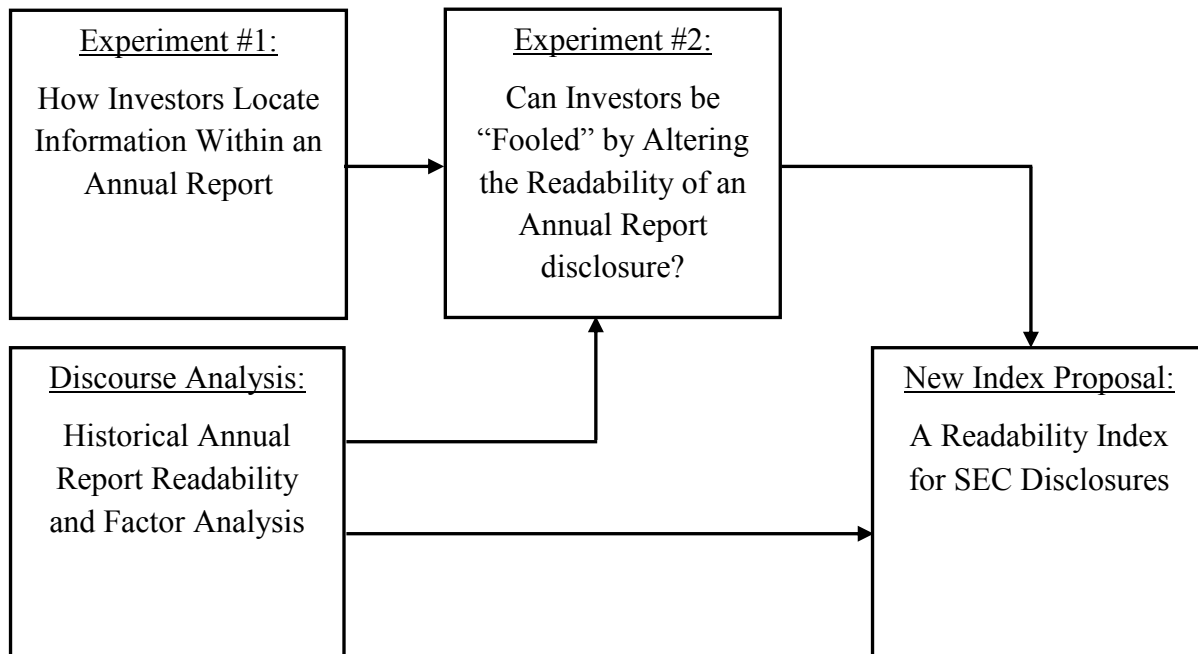 Experiment #1:
How Investors Locate
Information Within an
Annual Report
Experiment #2:
Can Investors be
“Fooled” by Altering
the Readability of an
Annual Report
disclosure?
Discourse Analysis:
Historical Annual
Report Readability
and Factor Analysis
New Index Proposal:
A Readability Index
for SEC Disclosures